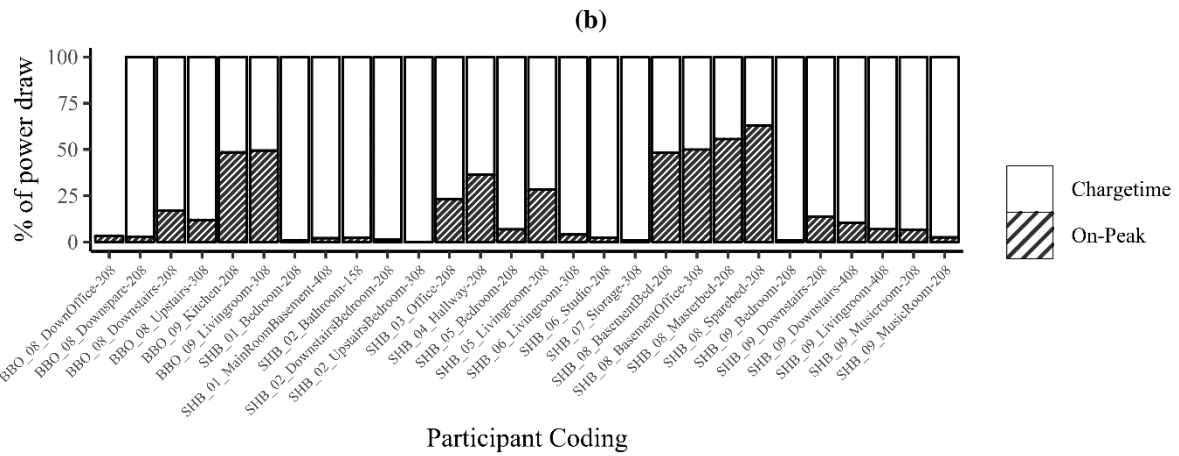 (b)
100
75
50
25
0
% of power draw
BBO_08_DownOffice-208
BBO_08_Downspare-208
BBO_08_Downstairs-208
BBO_08_Upstairs-308
BBO_09_Kitchen-208
BBO_09_Livingroom-308
SHB_01_Bedroom-208
SHB_01_MainRoomBasement-408
SHB_02_Bathroom-158
SHB_02_DownstairsBedroom-208
SHB_02_UpstairsBedroom-308
SHB_03_Office-208
SHB_04_Hallway-208
SHB_05_Bedroom-208
SHB_05_Livingroom-208
SHB_06_Livingroom-308
SHB_06_Studio-208
SHB_07_Storage-308
SHB_08_BasementBed-208
SHB_08_BasementOffice-308
SHB_08_Masterbed-208
SHB_08_Sparebed-208
SHB_09_Bedroom-208
SHB_09_Downstairs-208
SHB_09_Downstairs-408
SHB_09_Livingroom-408
SHB_09_Musicroom-208
SHB_09_MusicRoom-208
Participant Coding
Chargetime
On-Peak